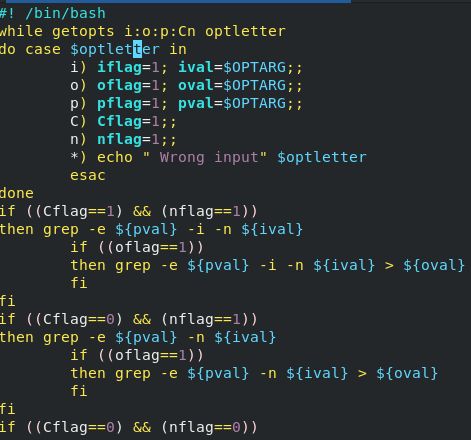 #! /bin/bash
while getopts i:o:p:Cn optletter
do case $optletter in
        i) iflag=1; ival=$OPTARG;;
        o) oflag=1; oval=$OPTARG;;
        p) pflag=1; pval=$OPTARG;;
        C) Cflag=1;;
        n) nflag=1;;
        *) echo " Wrong input" $optletter
        esac
done
if ((Cflag==1) && (nflag==1))
then grep -e ${pval} -i -n ${ival}
        if ((oflag==1))
        then grep -e ${pval} -i -n ${ival} > ${oval}
        fi
fi
if ((Cflag==0) && (nflag==1))
then grep -e ${pval} -n ${ival}
        if ((oflag==1))
        then grep -e ${pval} -n ${ival} > ${oval}
        fi
fi
if ((Cflag==0) && (nflag==0))